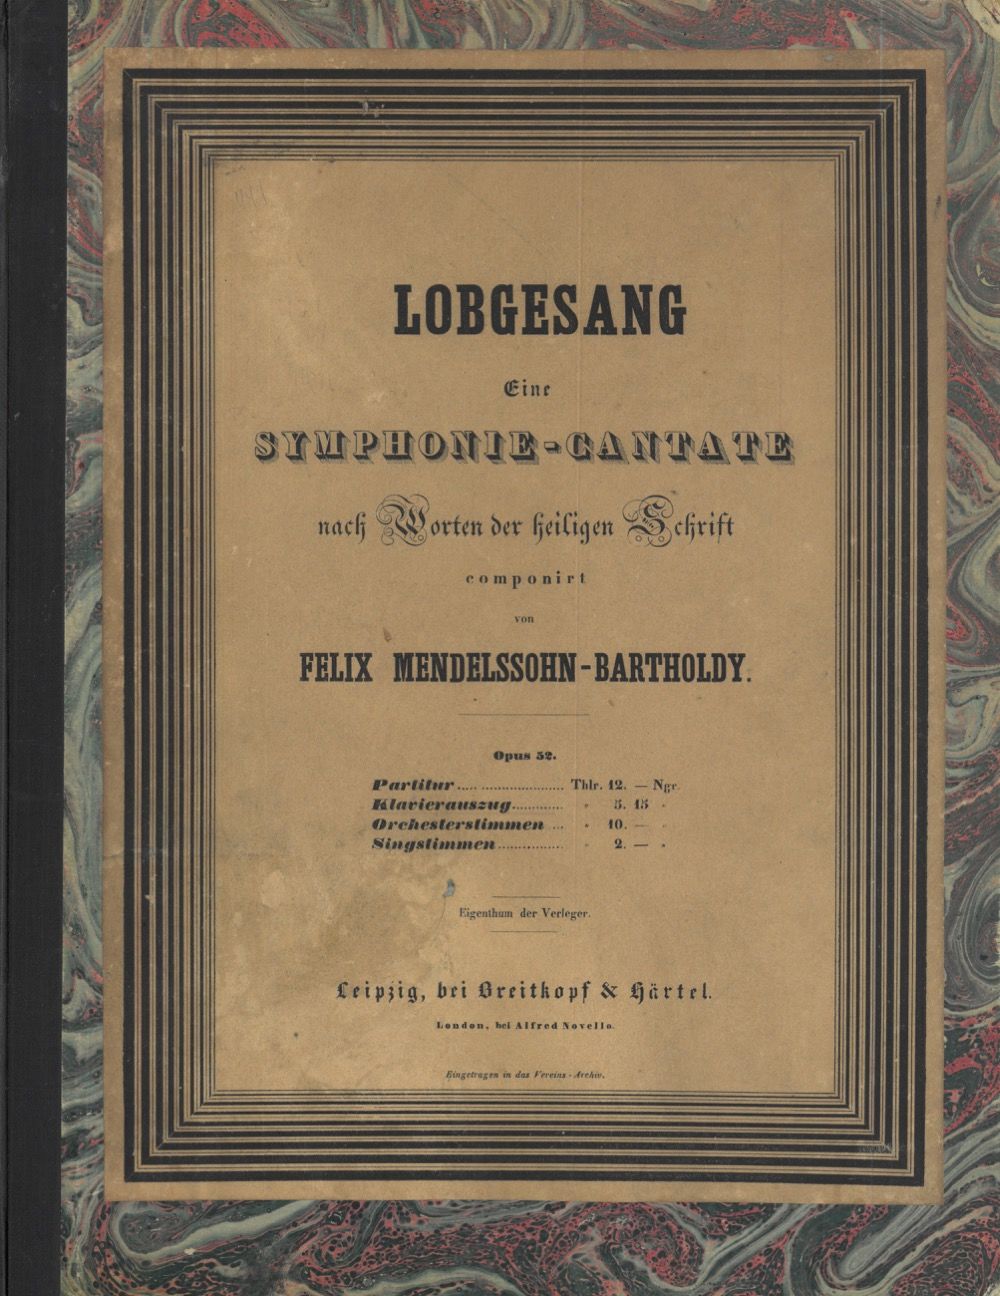 LOBGESANG
Eine
SYMPHONIE-CANTATE
nach Worten der heiligen Schrift
componirt
von
FELIX MENDELSSOHN-BARTHOLDY.
Opus 52.
Partitur ..... ...................... Thlr. 12. — Ngr.
Klavierauszug ............. " 5. 15 "
Orchesterstimmen ... " 10. — "
Singstimmen ................. " 2. — "
Eigenthum der Verleger.
Leipzig, bei Breitkopf & Härtel.
London, bei Alfred Novello.
Eingetragen in das Vereins-Archiv.